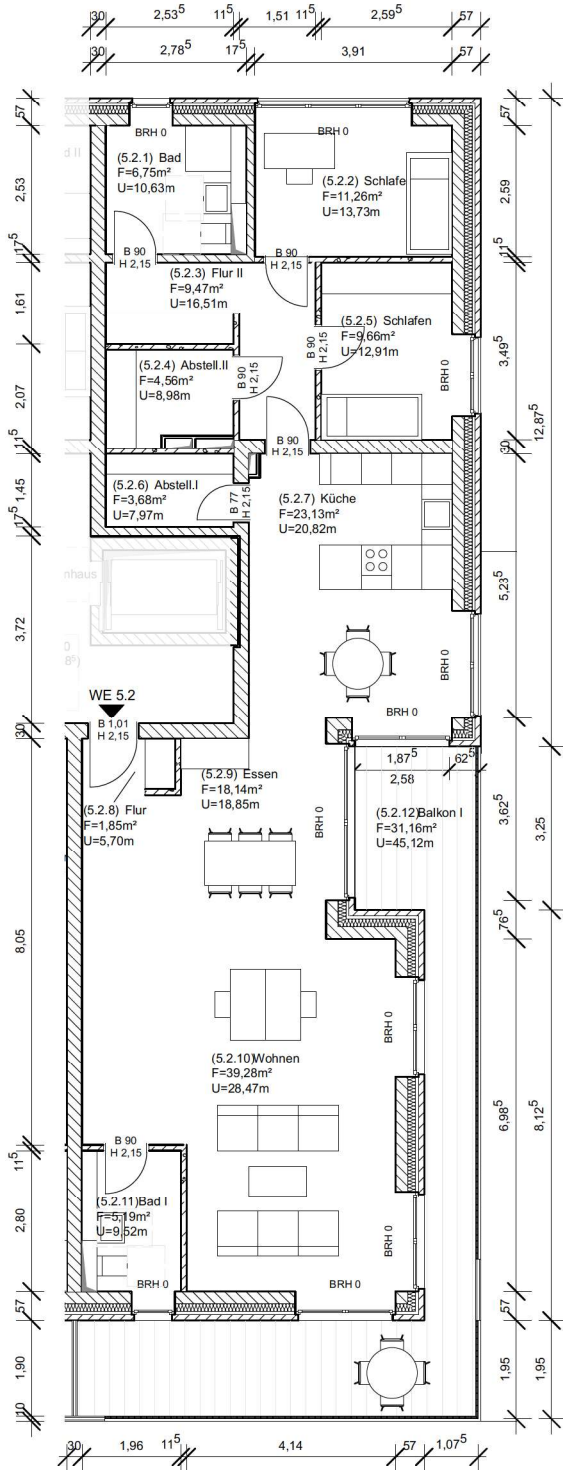 30 2,53⁵ 11⁵ 1,51 2,59⁵ 57
30 2,78⁵ 17⁵ 3,91 57
BRH 0
BRH 0
(5.2.1) Bad
F=6,75m²
U=10,63m
(5.2.2) Schlafe
F=11,26m²
U=13,73m
B 90
H 2,15
B 90
H 2,15
(5.2.3) Flur II
F=9,47m²
U=16,51m
(5.2.5) Schlafen
F=9,66m²
U=12,91m
B 90
H 2,15
BRH 0
(5.2.4) Abstell.II
F=4,56m²
U=8,98m
B 90
H 2,15
B 90
H 2,15
(5.2.6) Abstell.I
F=3,68m²
U=7,97m
B 77
H 2,15
(5.2.7) Küche
F=23,13m²
U=20,82m
nhaus
8⁵)
BRH 0
WE 5.2
B 1,01
H 2,15
BRH 0
1,87⁵ 62⁵
2,58
(5.2.9) Essen
F=18,14m²
U=18,85m
(5.2.8) Flur
F=1,85m²
U=5,70m
BRH 0
(5.2.12)Balkon I
F=31,16m²
U=45,12m
BRH 0
(5.2.10)Wohnen
F=39,28m²
U=28,47m
B 90
H 2,15
(5.2.11)Bad I
F=5,19m²
U=9,52m
BRH 0
BRH 0
BRH 0
57
2,53
17⁵
1,61
2,07
11⁵
1,45
17⁵
3,72
30
8,05
11⁵
2,80
57
1,90
10
57
2,59
11⁵
3,49⁵
30
5,23⁵
3,62⁵
76⁵
6,98⁵
57
1,95
12,87⁵
3,25
8,12⁵
1,95
30 1,96 11⁵ 4,14 57 1,07⁵